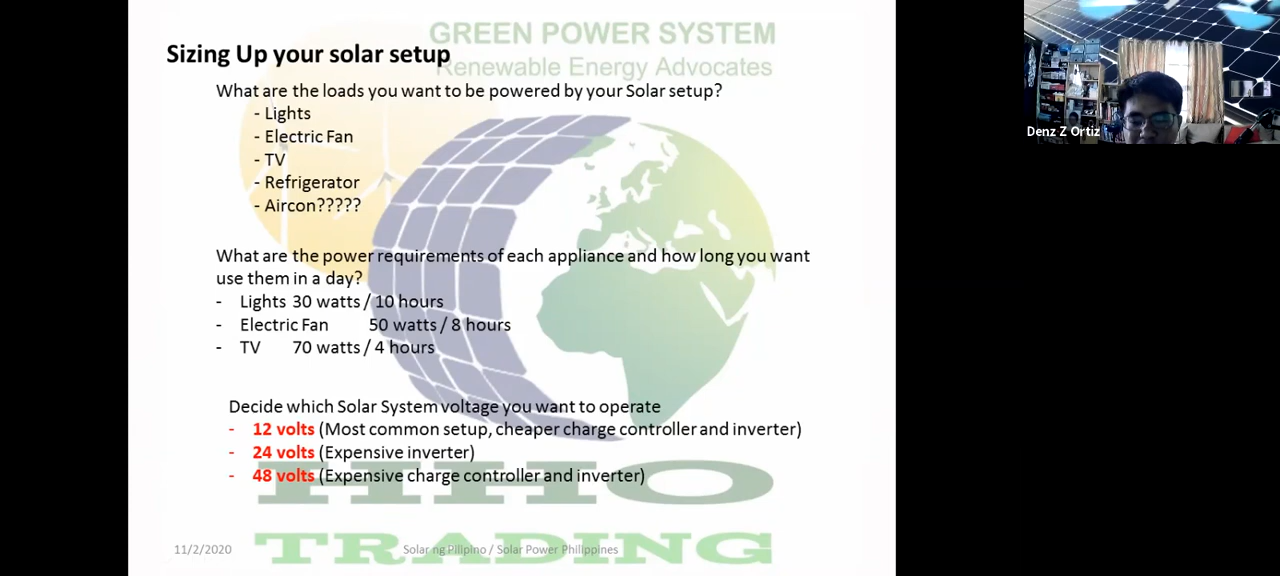 GREEN POWER SYSTEM
Sizing Up your solar setup
Renewable Energy Advocates
What are the loads you want to be powered by your Solar setup?
- Lights
- Electric Fan
- TV
- Refrigerator
- Aircon?????
What are the power requirements of each appliance and how long you want
use them in a day?
- Lights 30 watts / 10 hours
- Electric Fan 50 watts / 8 hours
- TV 70 watts / 4 hours
Decide which Solar System voltage you want to operate
- 12 volts (Most common setup, cheaper charge controller and inverter)
- 24 volts (Expensive inverter)
- 48 volts (Expensive charge controller and inverter)
HHO
TRADING
11/2/2020
Solar ng Pilipino / Solar Power Philippines
Denz Z Ortiz